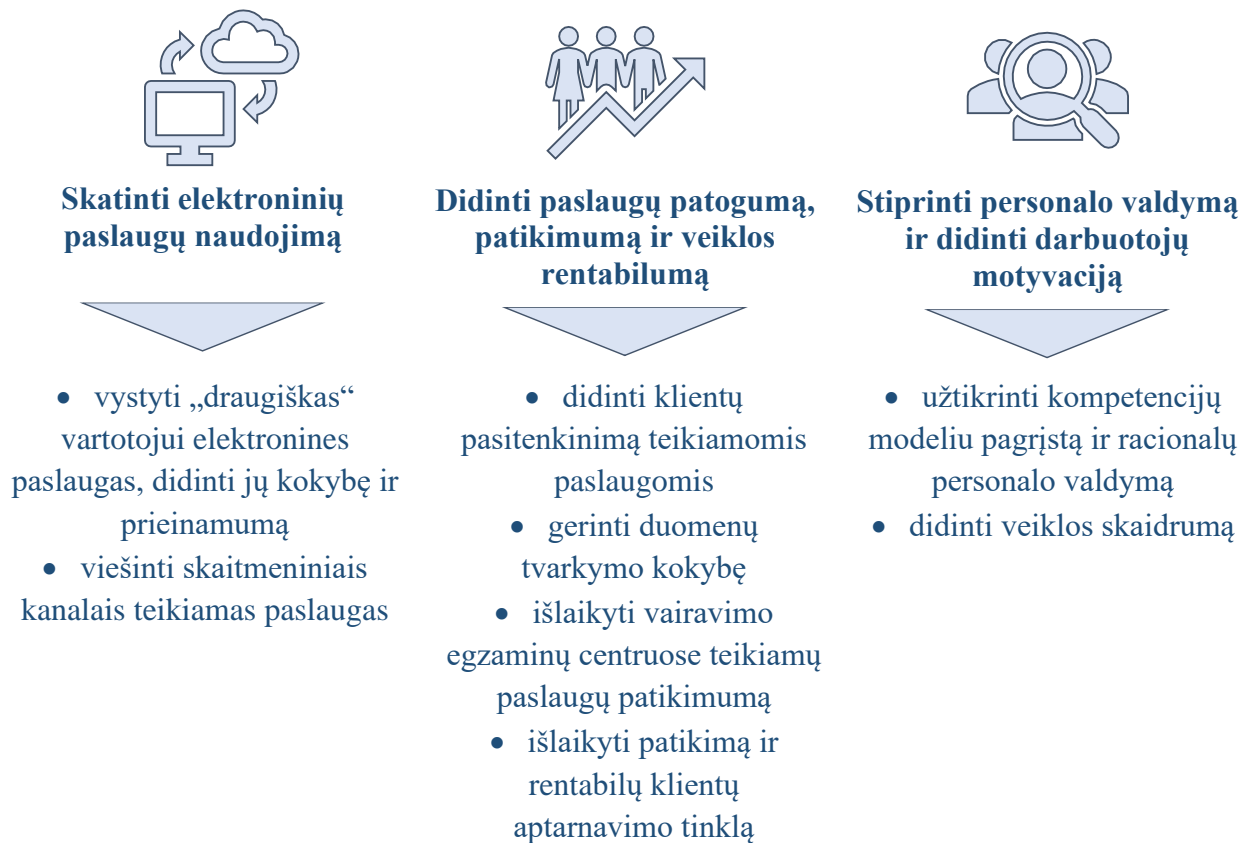 Skatinti elektroninių
paslaugų naudojimą
• vystyti „draugiškas“
vartotojui elektronines
paslaugas, didinti jų kokybę ir
prieinamumą
• viešinti skaitmeniniais
kanalais teikiamas paslaugas
Didinti paslaugų patogumą,
patikimumą ir veiklos
rentabilumą
• didinti klientų
pasitenkinimą teikiamomis
paslaugomis
• gerinti duomenų
tvarkymo kokybę
• išlaikyti vairavimo
egzaminų centruose teikiamų
paslaugų patikimumą
• išlaikyti patikimą ir
rentabilų klientų
aptarnavimo tinklą
Stiprinti personalo valdymą
ir didinti darbuotojų
motyvaciją
• užtikrinti kompetencijų
modeliu pagrįstą ir racionalų
personalo valdymą
• didinti veiklos skaidrumą